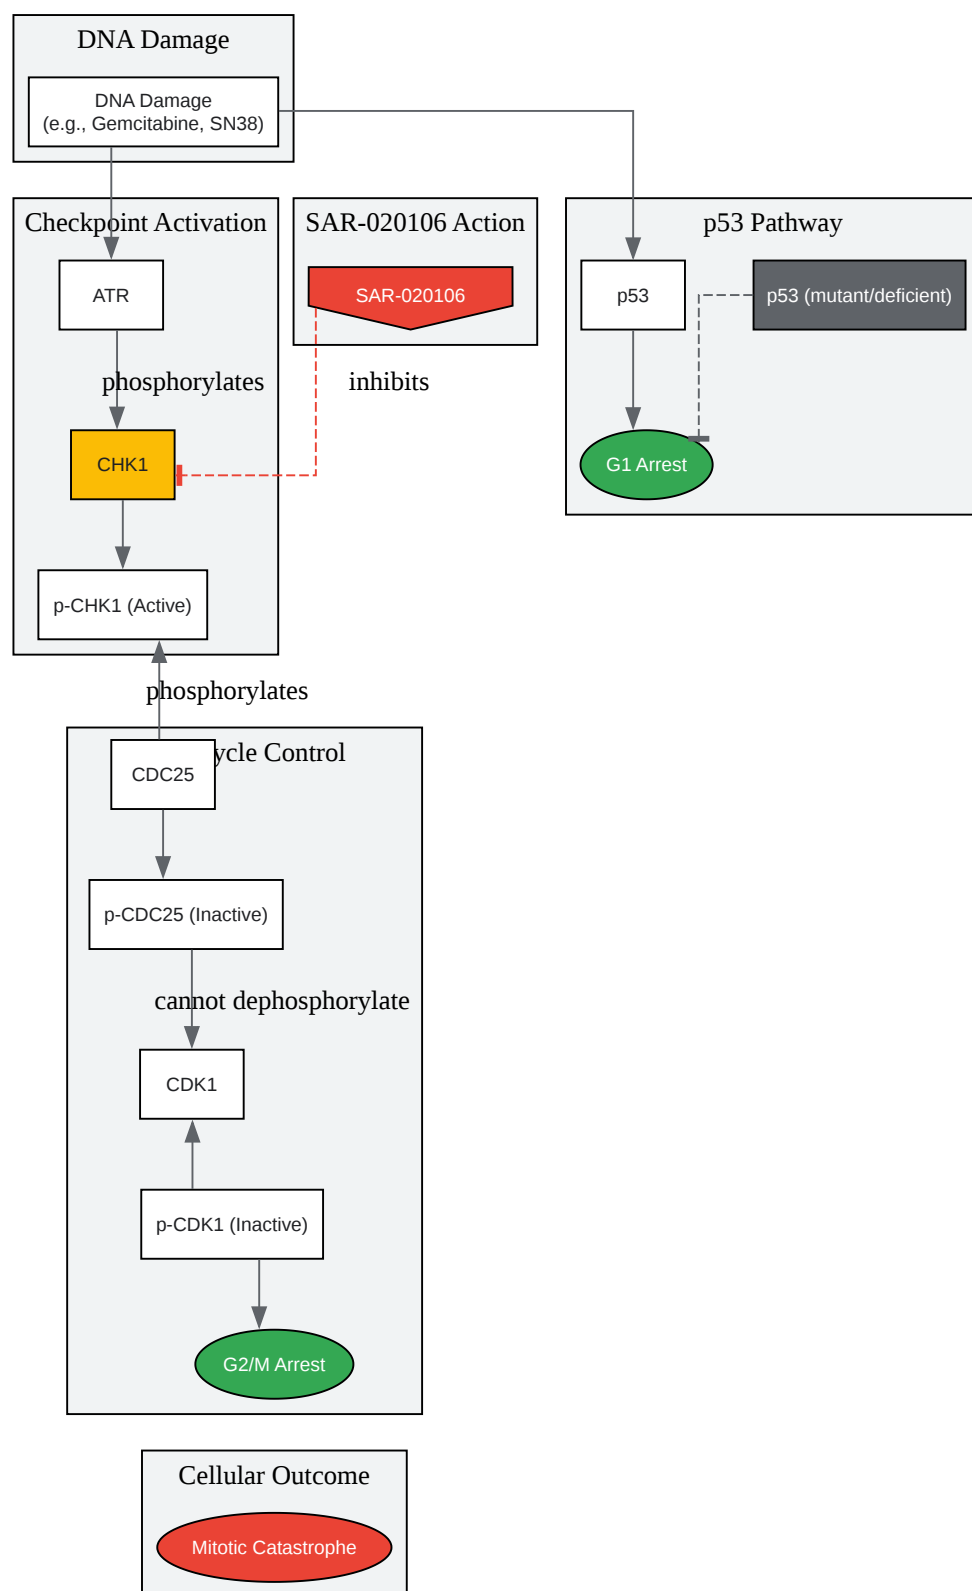 DNA Damage
DNA Damage
(e.g., Gemcitabine, SN38)
Checkpoint Activation
SAR-020106 Action
p53 Pathway
ATR
SAR-020106
p53
p53 (mutant/deficient)
phosphorylates
inhibits
CHK1
G1 Arrest
p-CHK1 (Active)
phosphorylates
ycle Control
CDC25
p-CDC25 (Inactive)
cannot dephosphorylate
CDK1
p-CDK1 (Inactive)
G2/M Arrest
Cellular Outcome
Mitotic Catastrophe